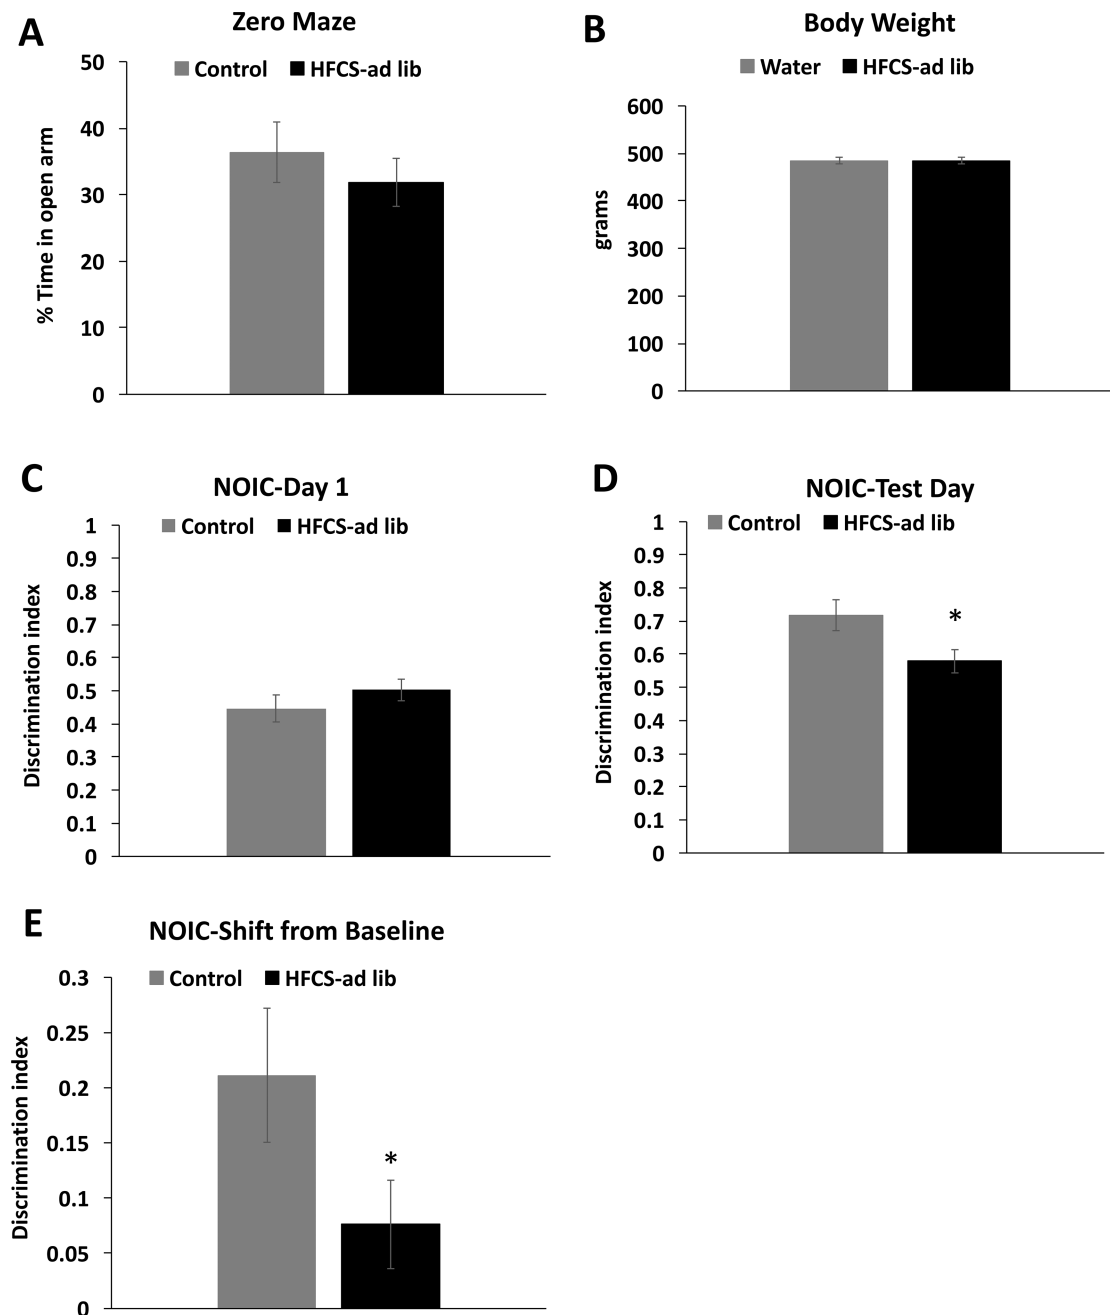 A
Zero Maze
Control HFCS-ad lib
% Time in open arm
50
40
30
20
10
0
B
Body Weight
Water HFCS-ad lib
grams
600
500
400
300
200
100
0
C
NOIC-Day 1
Control HFCS-ad lib
Discrimination index
1
0.9
0.8
0.7
0.6
0.5
0.4
0.3
0.2
0.1
0
D
NOIC-Test Day
Control HFCS-ad lib
Discrimination index
1
0.9
0.8
0.7
0.6
0.5
0.4
0.3
0.2
0.1
0
*
E
NOIC-Shift from Baseline
Control HFCS-ad lib
Discrimination index
0.3
0.25
0.2
0.15
0.1
0.05
0
*